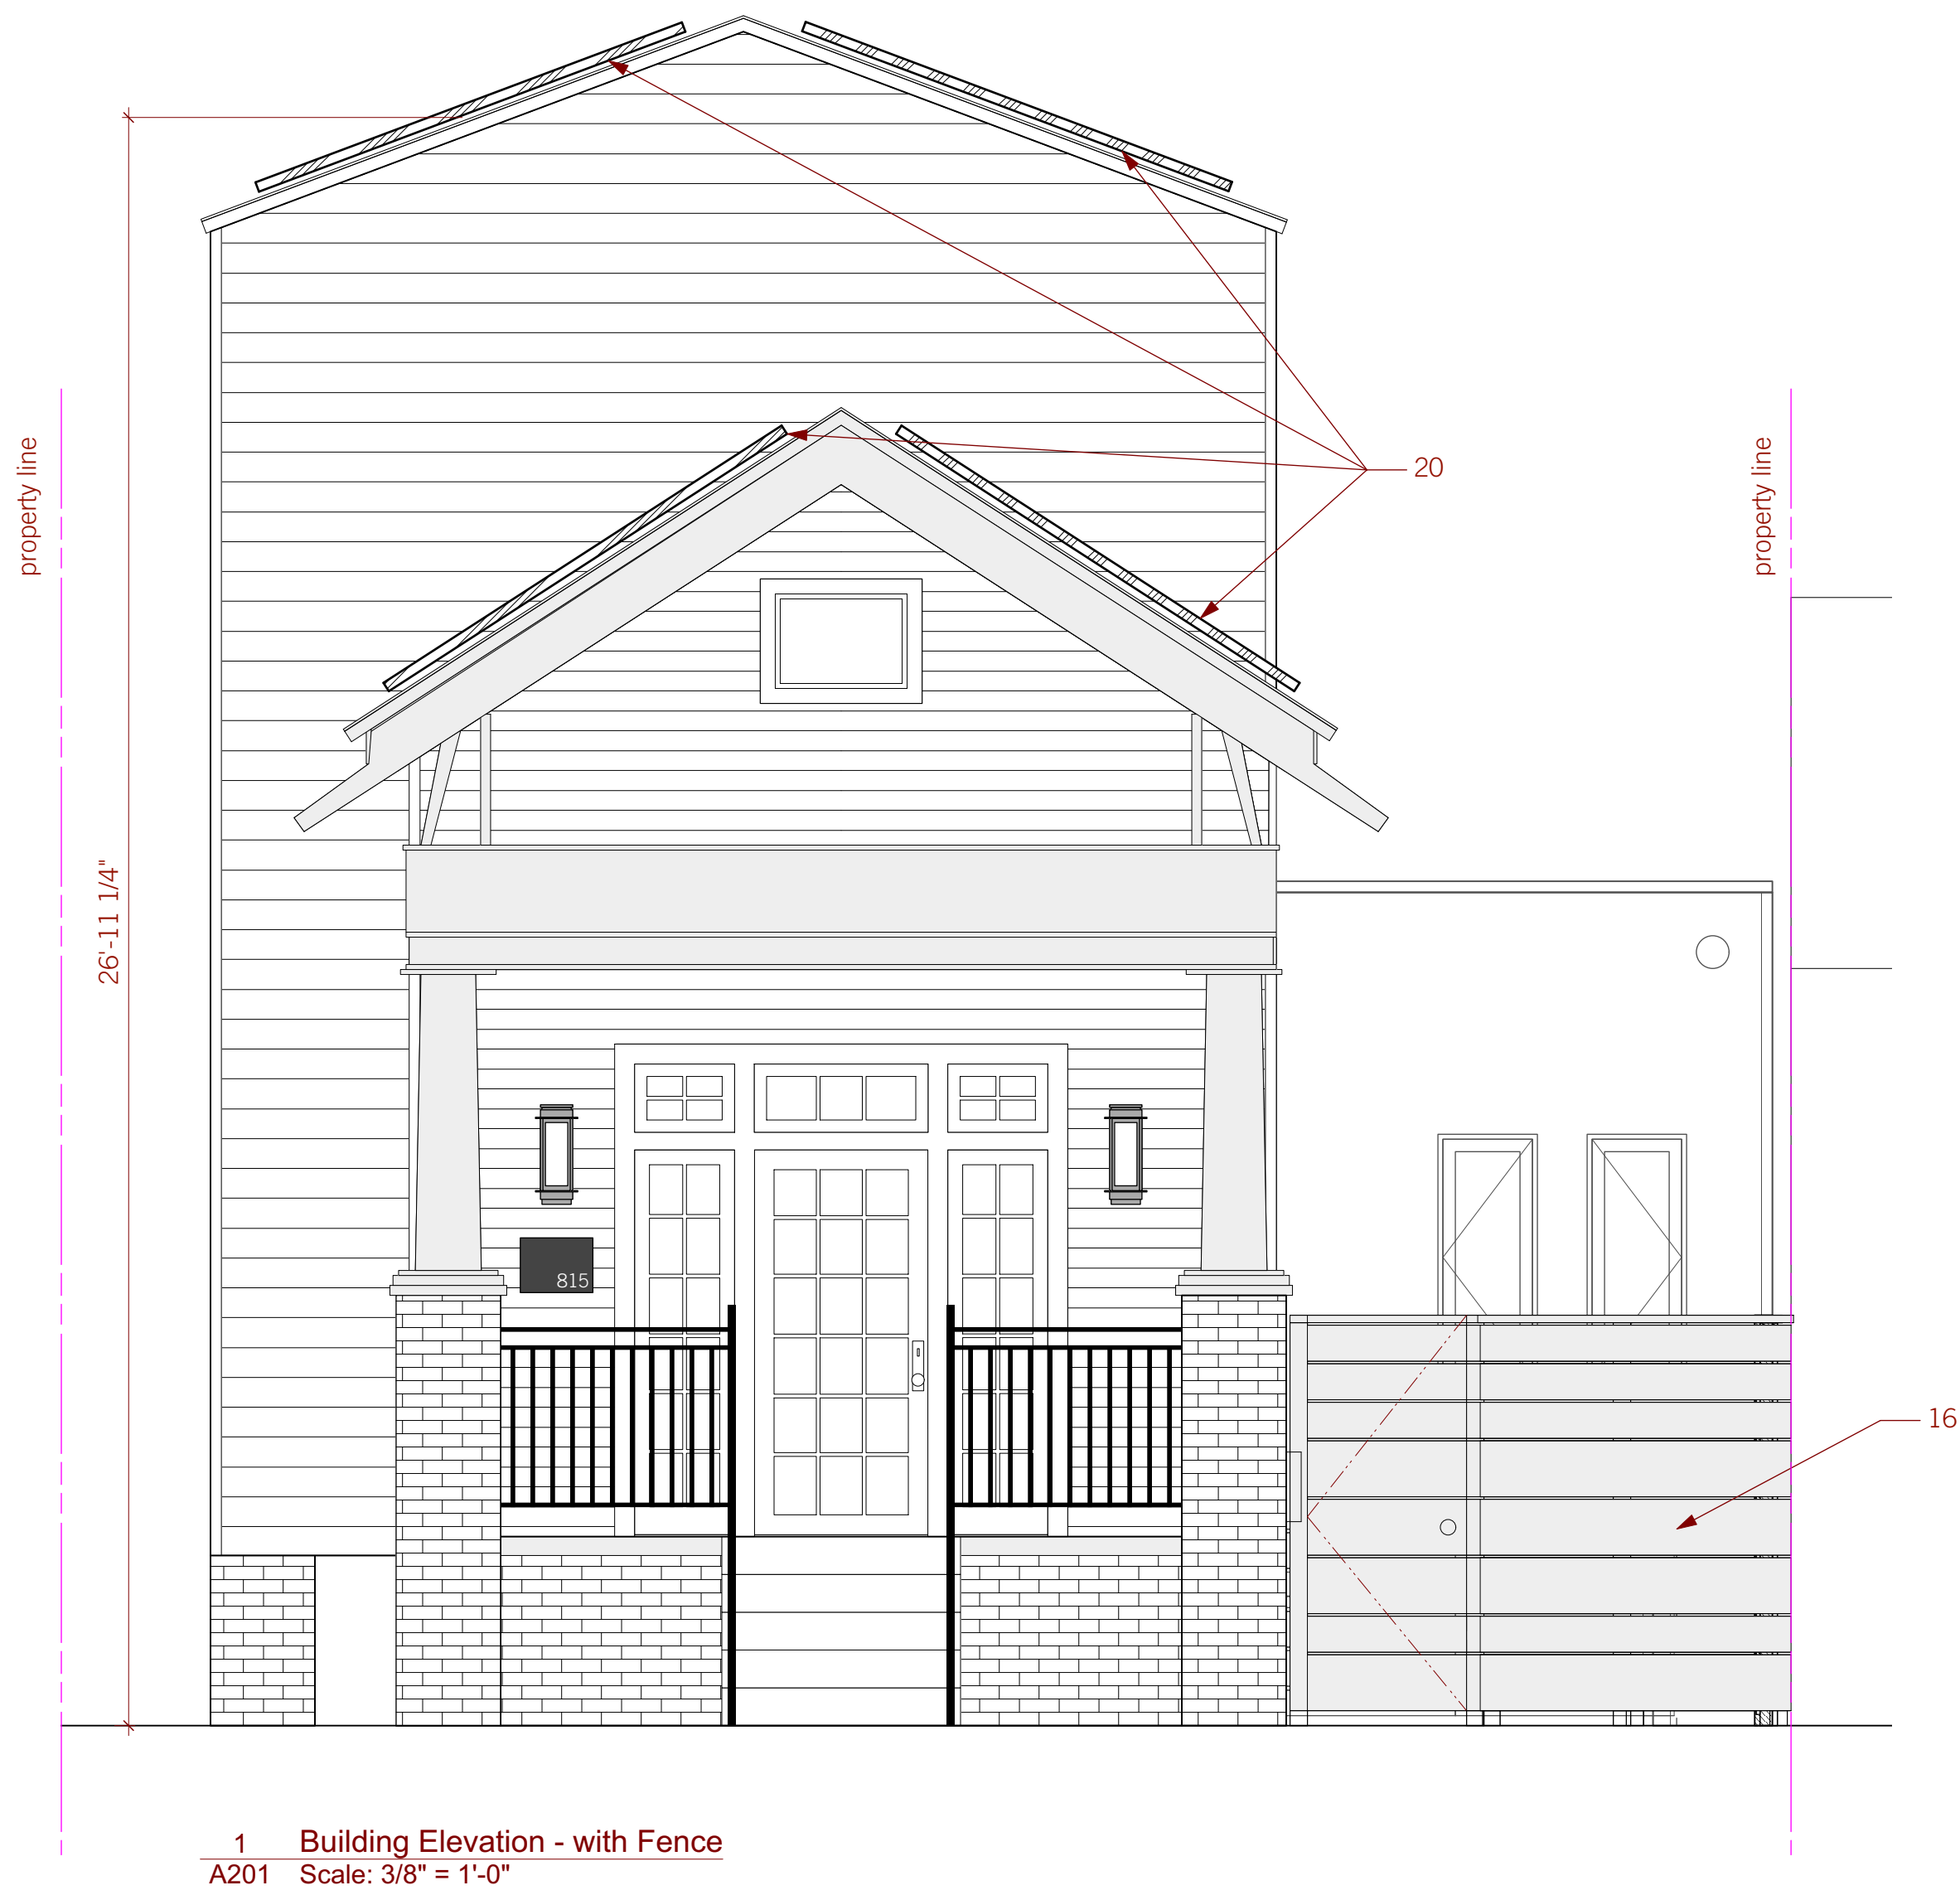 property line
property line
20
26'-11 1/4"
815
16
1 Building Elevation - with Fence
A201 Scale: 3/8" = 1'-0"